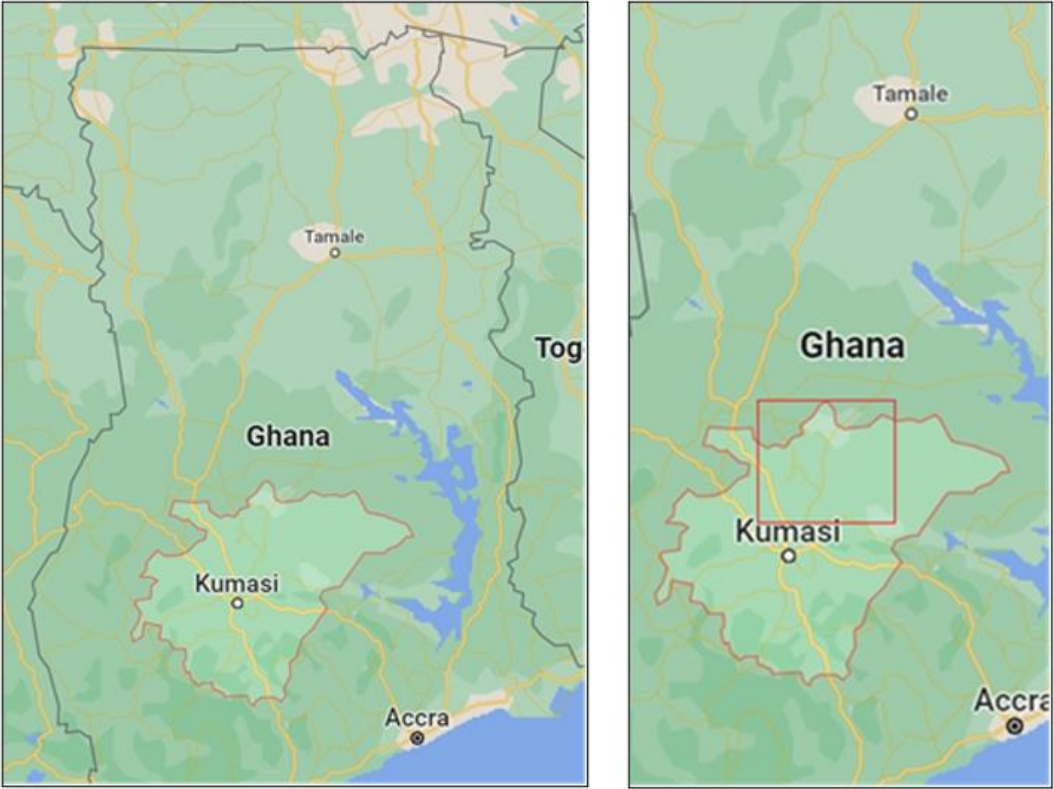 Tamale
Tog
Ghana
Kumasi
Accra
Tamale
Ghana
Kumasi
Accra